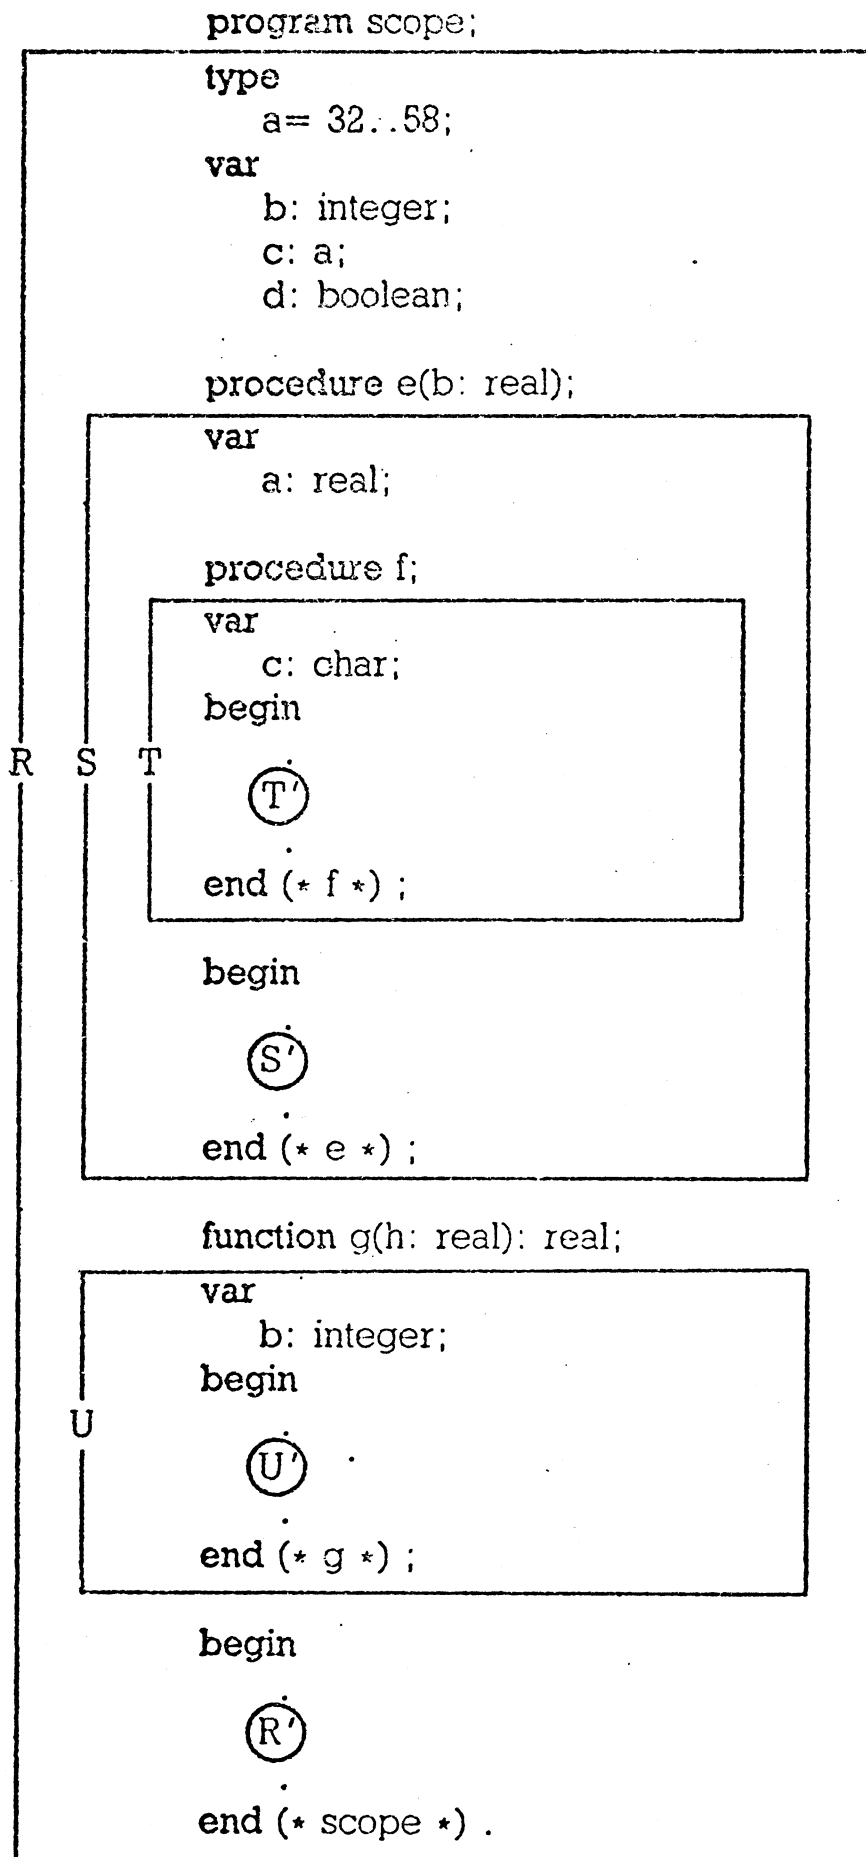 program scope;
type
a= 32..58;
var
b: integer;
c: a;
d: boolean;
procedure e(b: real);
var
a: real;
procedure f;
var
c: char;
begin
R S T
.
T'
.
end (* f *) ;
begin
.
S'
.
end (* e *) ;
function g(h: real): real;
var
b: integer;
begin
U
.
U'
.
end (* g *) ;
begin
.
R'
.
end (* scope *) .